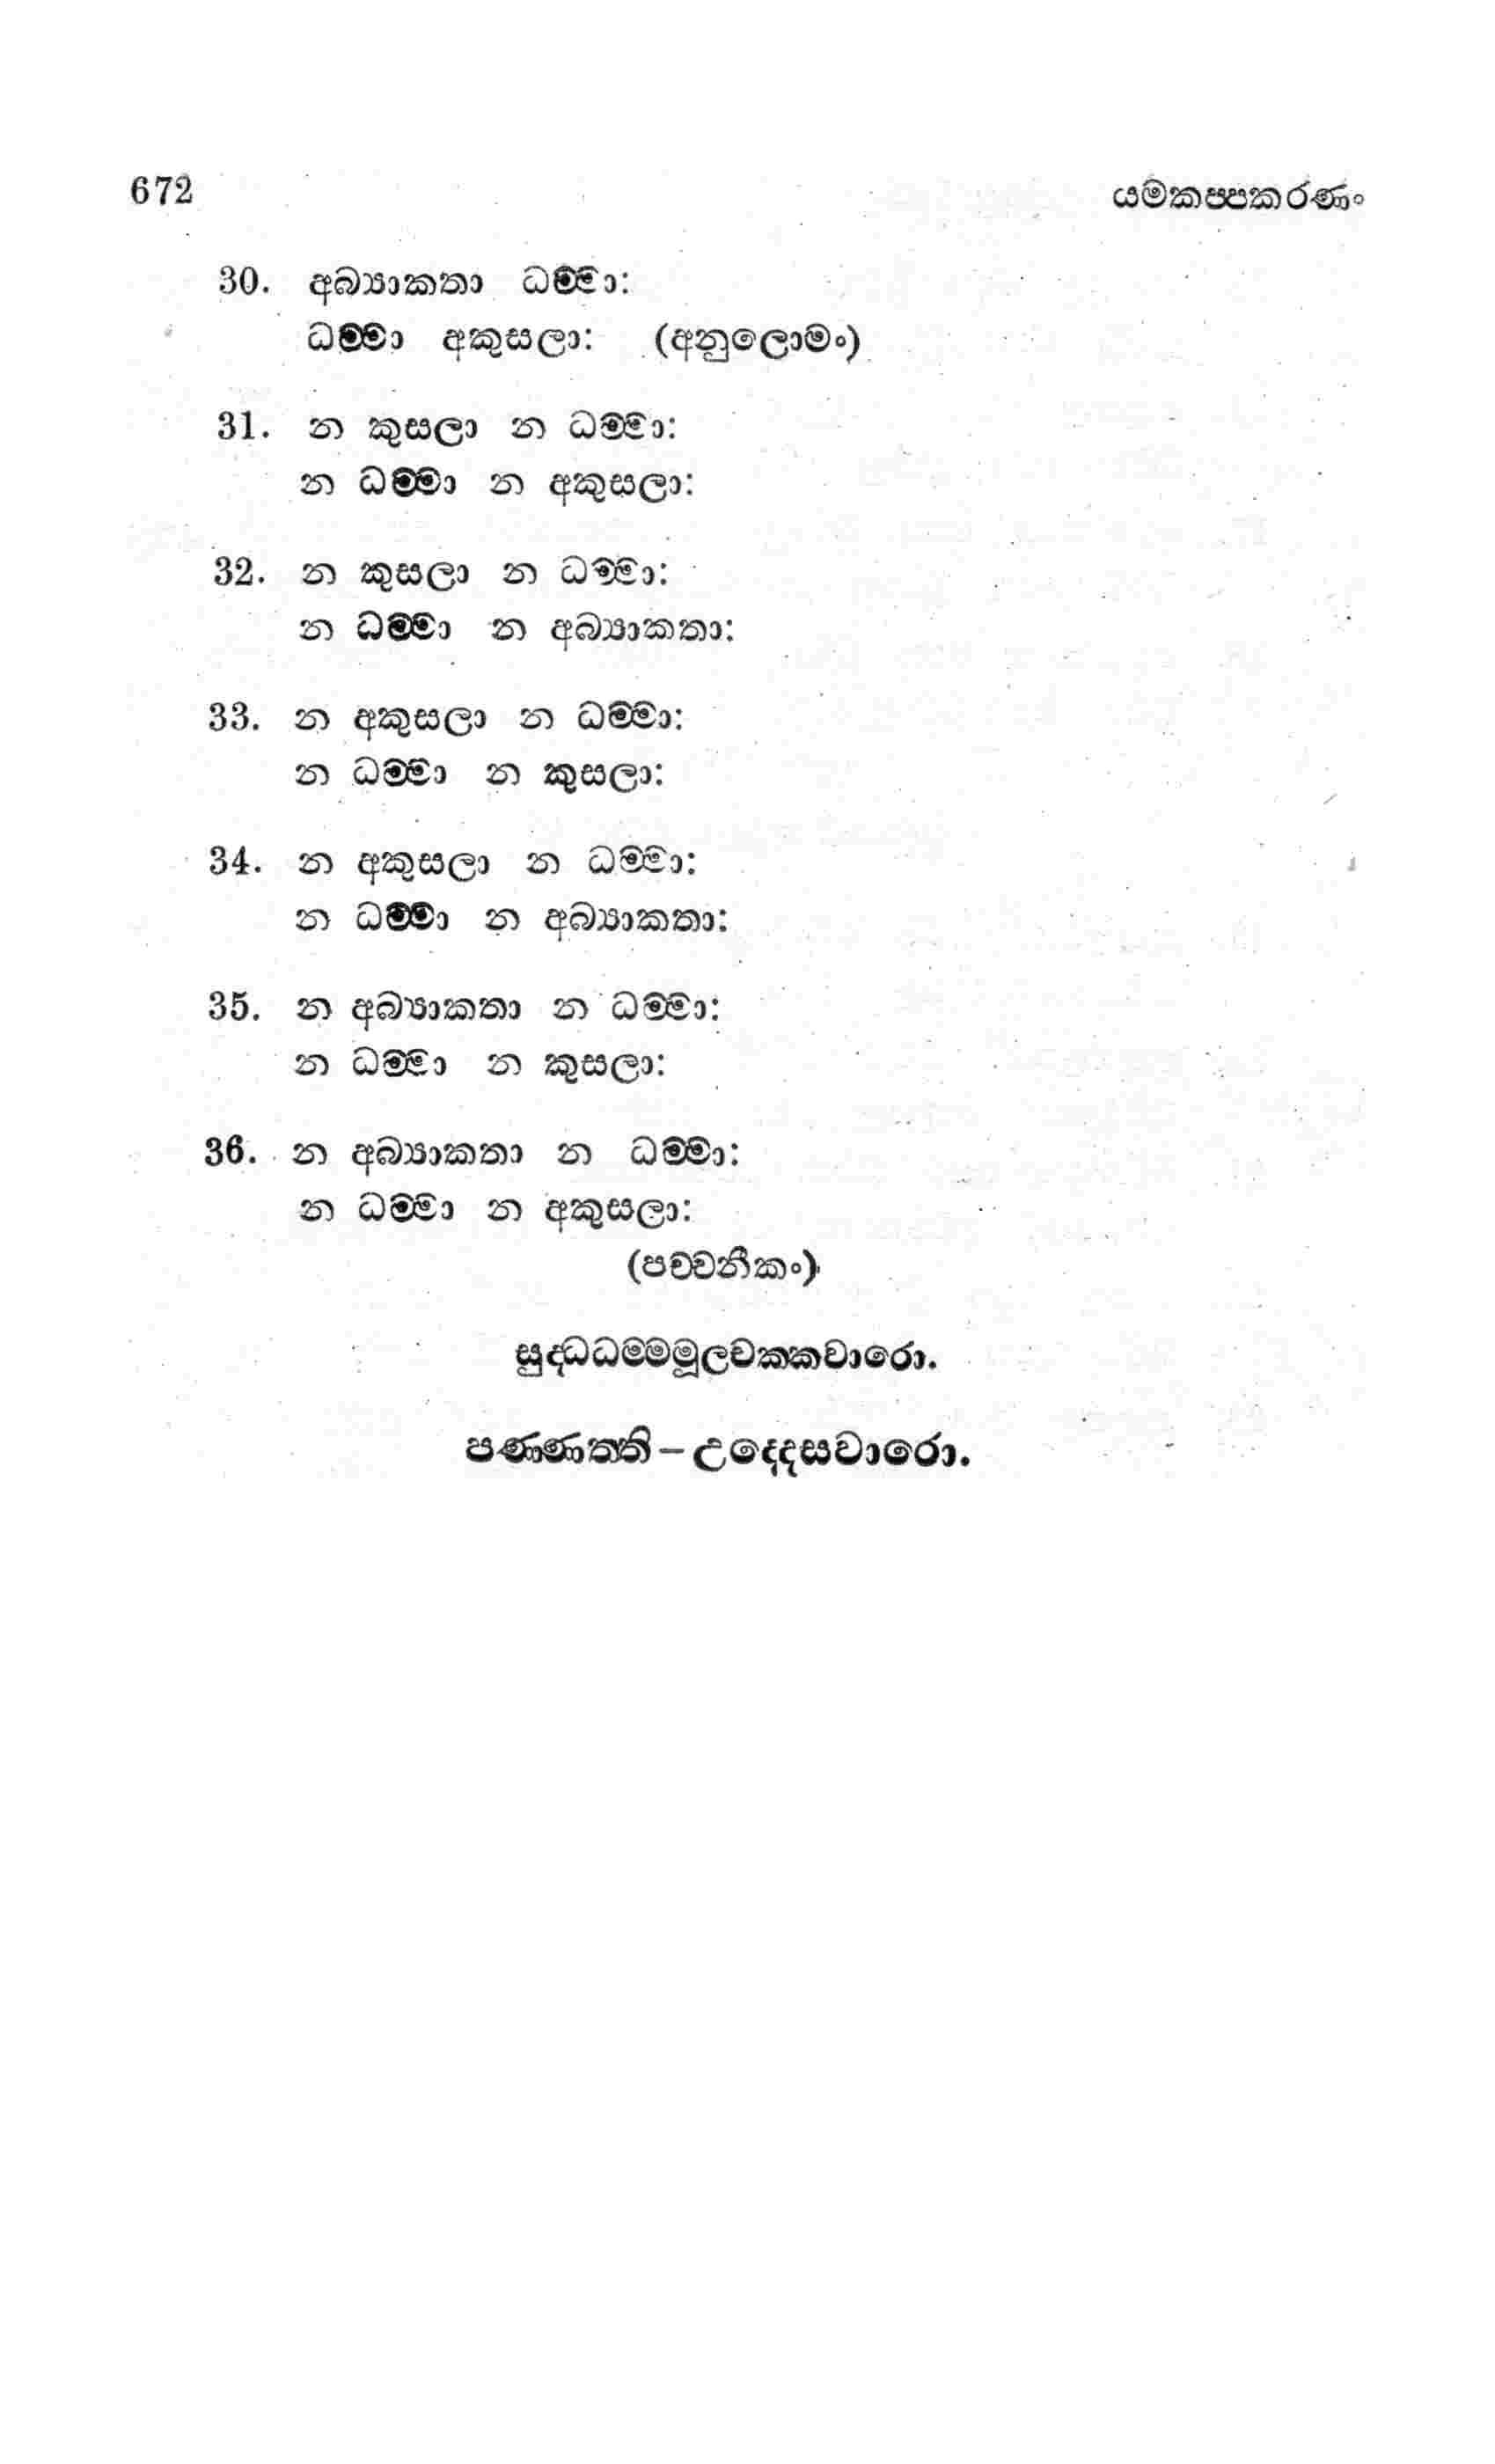 672 යමකප්‍පකරණං
30. අබ්‍යාකතා ධම්‍මා:
ධම්‍මා අකුසලා: (අනුලොමං)
31. න කුසලා න ධම්‍මා:
න ධම්‍මා න අකුසලා:
32. න කුසලා න ධම්‍මා:
න ධම්‍මා න අබ්‍යාකතා:
33. න අකුසලා න ධම්‍මා:
න ධම්‍මා න කුසලා:
34. න අකුසලා න ධම්‍මා:
න ධම්‍මා න අබ්‍යාකතා:
35. න අබ්‍යාකතා න ධම්‍මා:
න ධම්‍මා න කුසලා:
36. න අබ්‍යාකතා න ධම්‍මා:
න ධම්‍මා න අකුසලා:
(පච්‍චනීකං)
සුද්‍ධධම්‍මමූලචක්‍කවාරො.
පණ්‍ණත්‍ති – උද්‍දෙසවාරො.